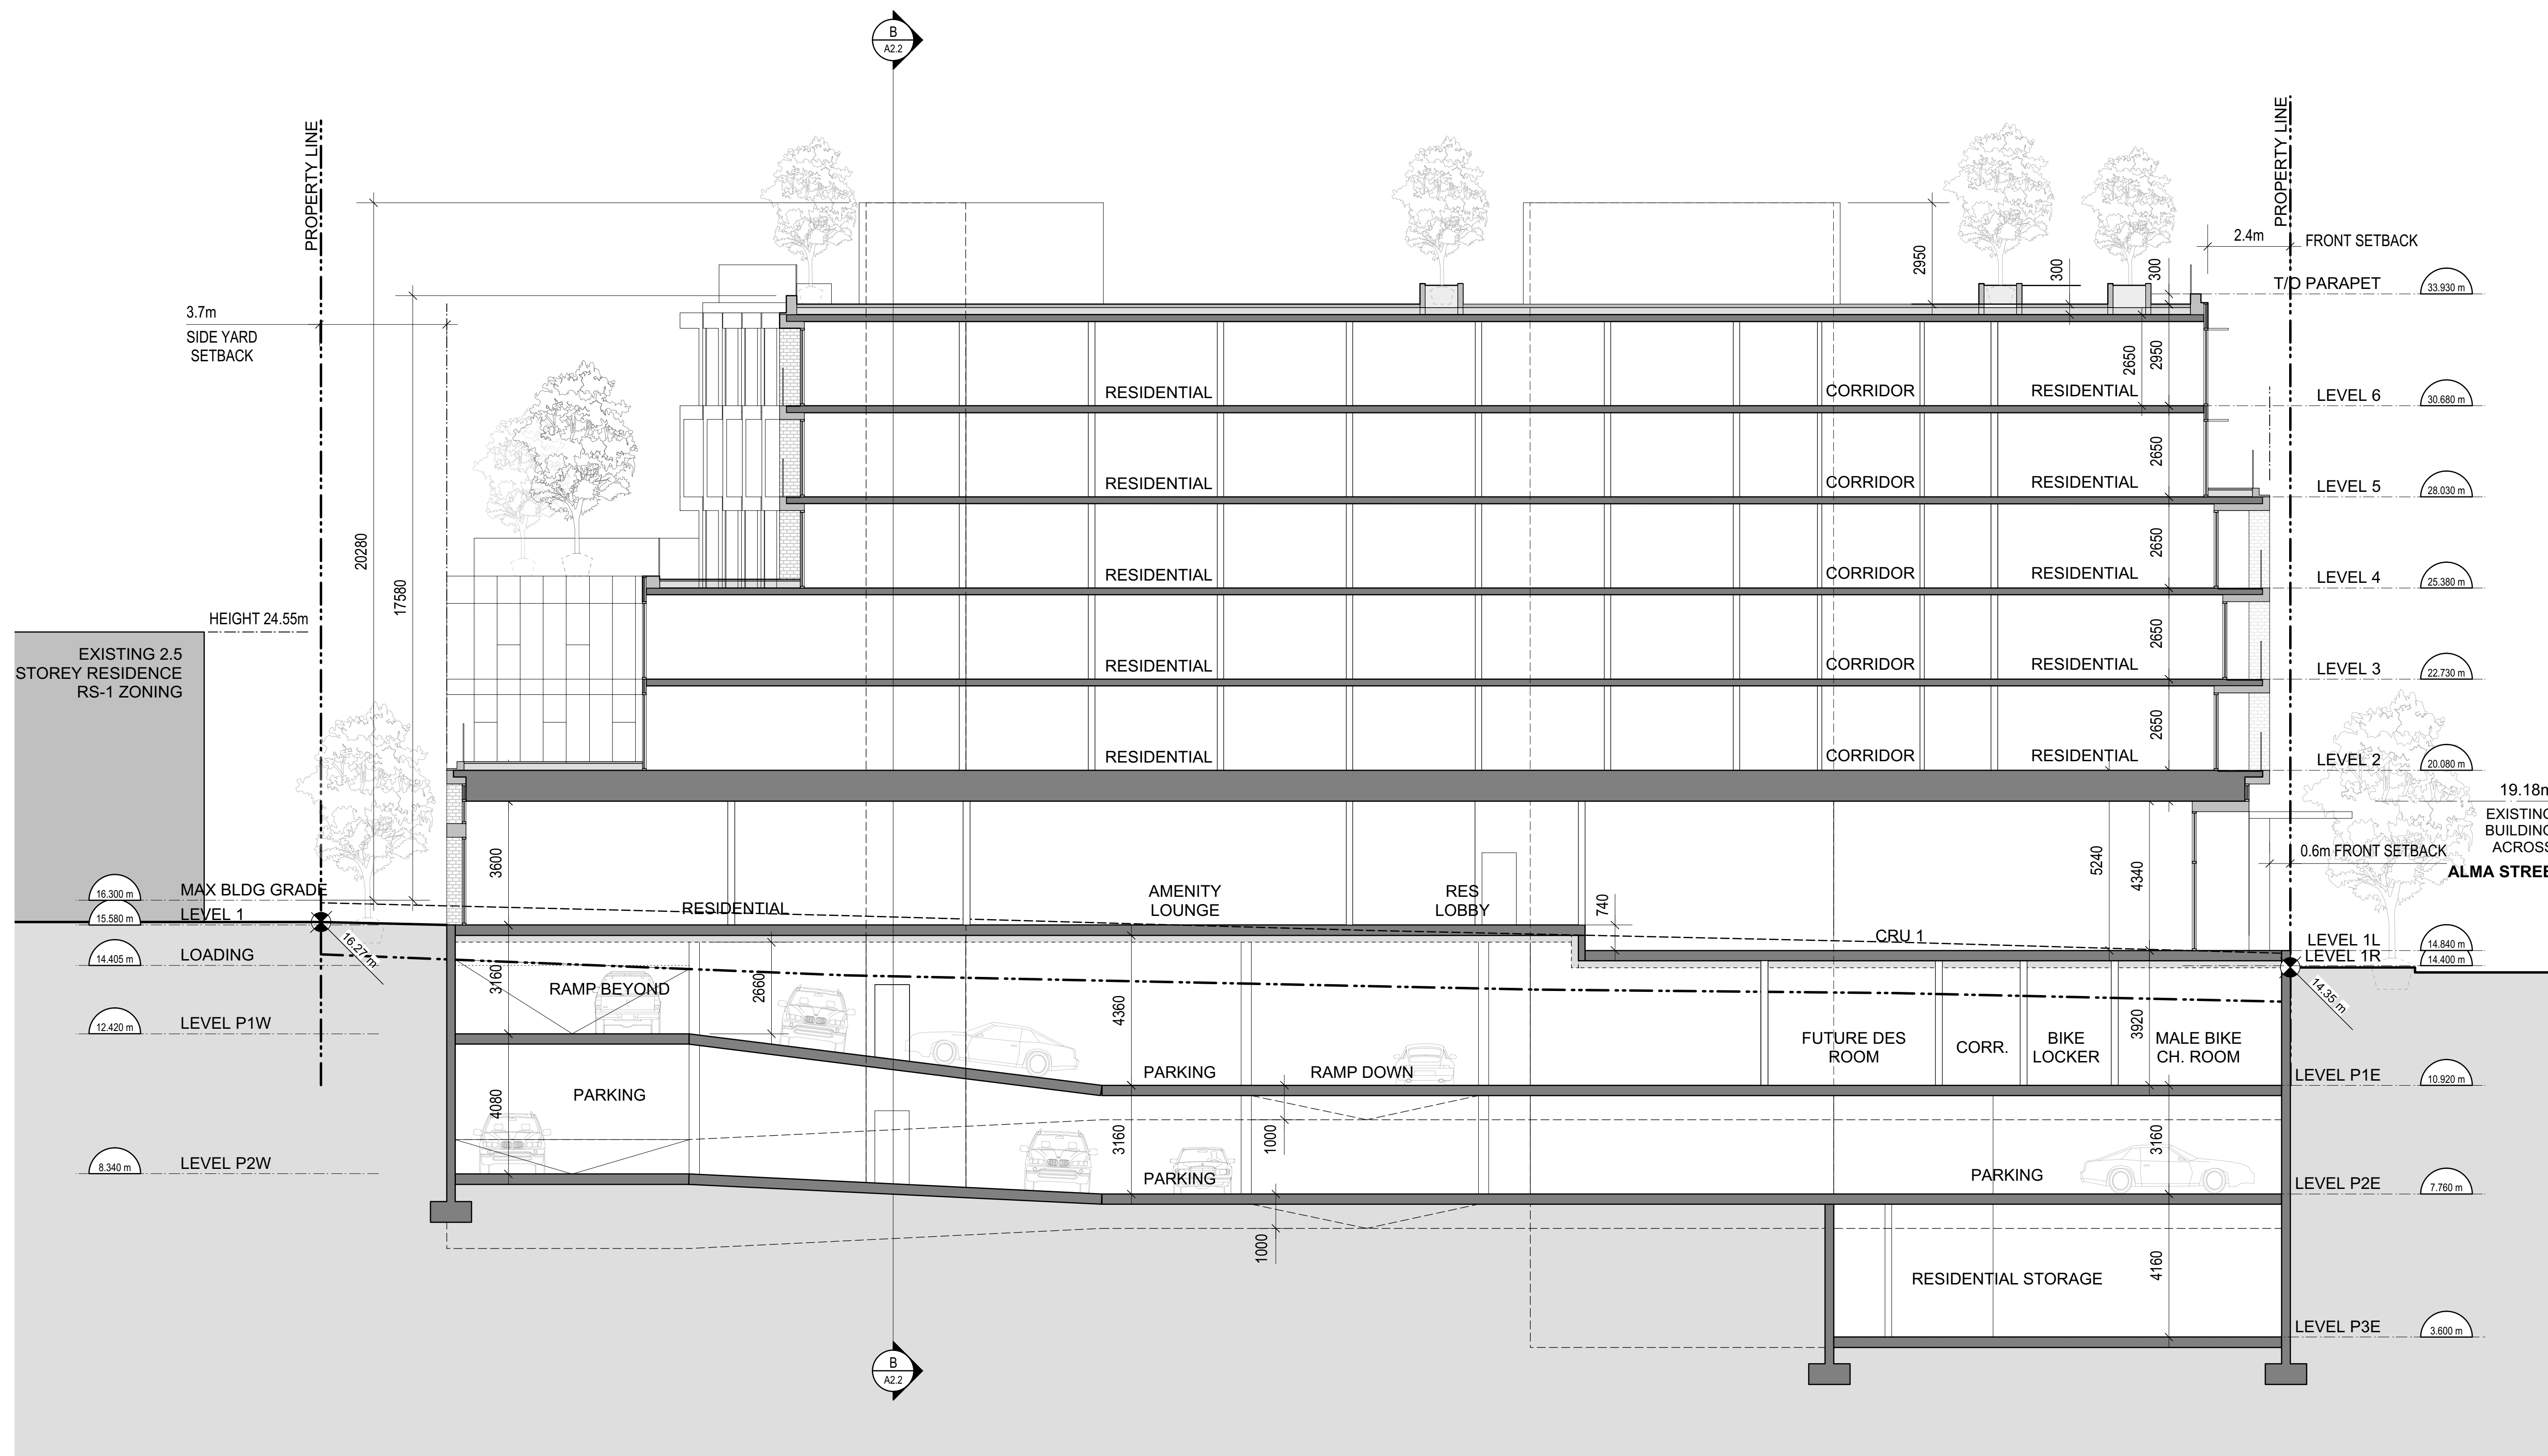 B
A2.2
PROPERTY LINE
PROPERTY LINE
2.4m
FRONT SETBACK
2950
300
300
T/O PARAPET
33.930 m
3.7m
SIDE YARD
SETBACK
2650
2950
RESIDENTIAL
CORRIDOR
RESIDENTIAL
LEVEL 6
30.680 m
2650
RESIDENTIAL
CORRIDOR
RESIDENTIAL
LEVEL 5
28.030 m
20280
17580
2650
RESIDENTIAL
CORRIDOR
RESIDENTIAL
LEVEL 4
25.380 m
HEIGHT 24.55m
EXISTING 2.5
STOREY RESIDENCE
RS-1 ZONING
2650
RESIDENTIAL
CORRIDOR
RESIDENTIAL
LEVEL 3
22.730 m
2650
RESIDENTIAL
CORRIDOR
RESIDENTIAL
LEVEL 2
20.080 m
19.18m
EXISTING
BUILDING
ACROSS
ALMA STREE
0.6m FRONT SETBACK
3600
5240
4340
16.300 m
MAX BLDG GRADE
15.580 m
LEVEL 1
RESIDENTIAL
AMENITY
LOUNGE
RES
LOBBY
740
CRU 1
LEVEL 1L
14.840 m
LEVEL 1R
14.400 m
16.27 m
14.35 m
14.405 m
LOADING
3160
RAMP BEYOND
2660
4360
3920
12.420 m
LEVEL P1W
FUTURE DES
ROOM
CORR.
BIKE
LOCKER
MALE BIKE
CH. ROOM
PARKING
RAMP DOWN
LEVEL P1E
10.920 m
4080
PARKING
3160
1000
3160
8.340 m
LEVEL P2W
PARKING
PARKING
LEVEL P2E
7.760 m
1000
4160
RESIDENTIAL STORAGE
LEVEL P3E
3.600 m
B
A2.2